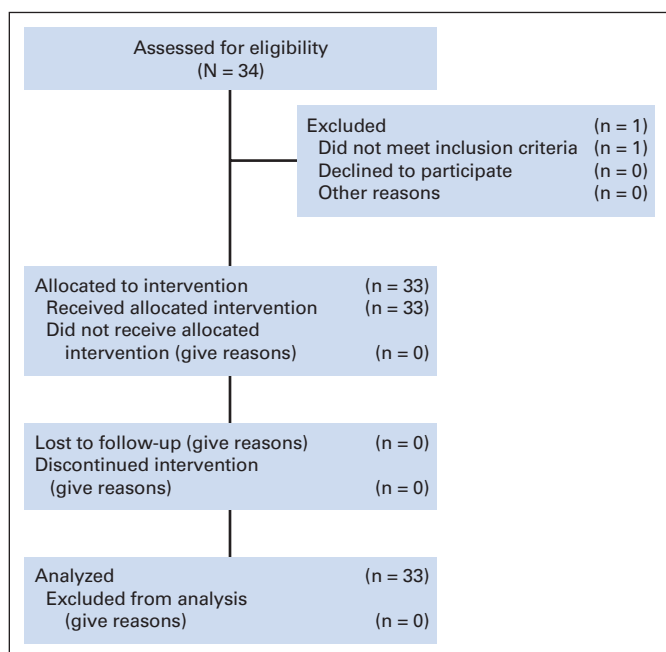 Assessed for eligibility
(N = 34)
Excluded (n = 1)
Did not meet inclusion criteria (n = 1)
Declined to participate (n = 0)
Other reasons (n = 0)
Allocated to intervention (n = 33)
Received allocated intervention (n = 33)
Did not receive allocated
intervention (give reasons) (n = 0)
Lost to follow-up (give reasons) (n = 0)
Discontinued intervention
(give reasons) (n = 0)
Analyzed (n = 33)
Excluded from analysis
(give reasons) (n = 0)